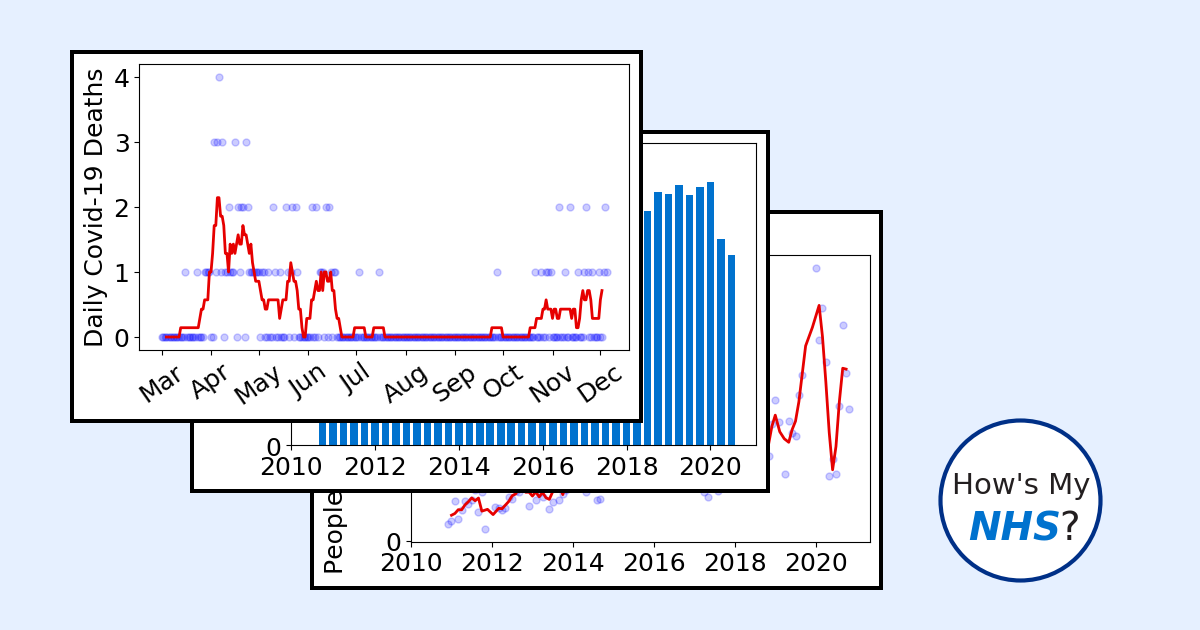 Daily Covid-19 Deaths
4
3
2
1
0
Mar Apr May Jun Jul Aug Sep Oct Nov Dec
0
2010 2012 2014 2016 2018 2020
People
0
2010 2012 2014 2016 2018 2020
How's My
NHS?